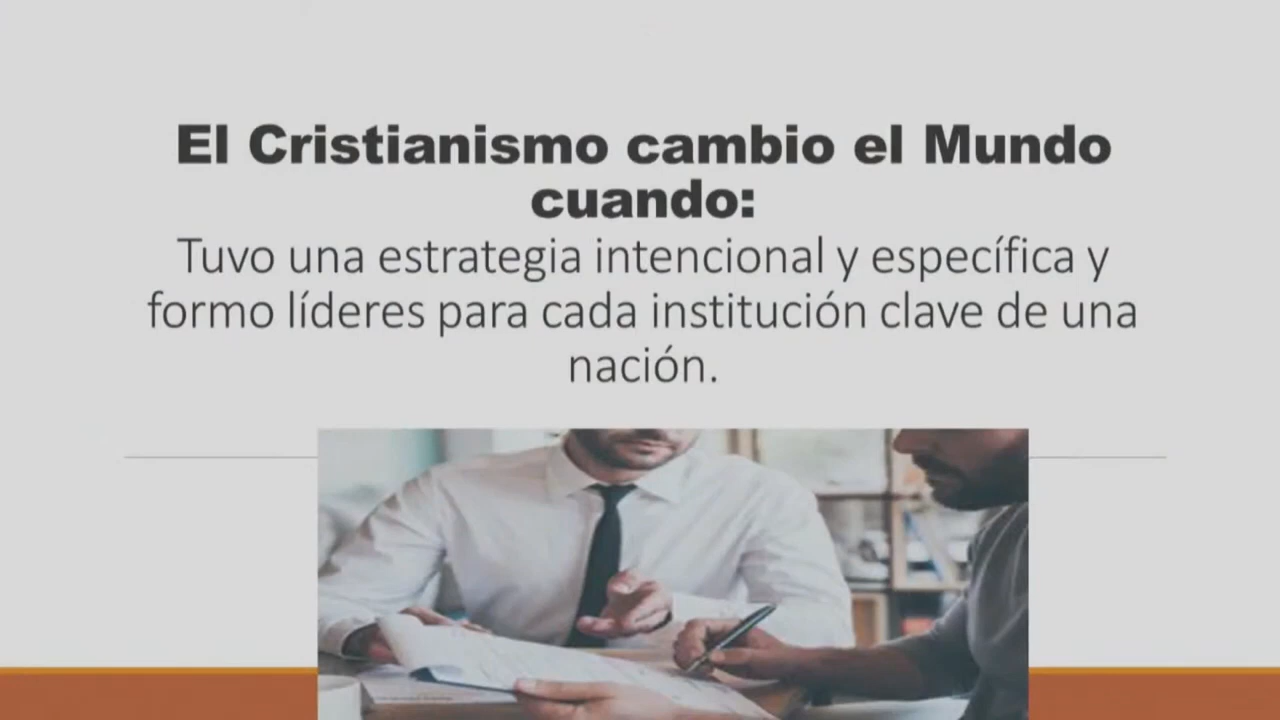 El Cristianismo cambio el Mundo
cuando:
Tuvo una estrategia intencional y específica y
formo líderes para cada institución clave de una
nación.